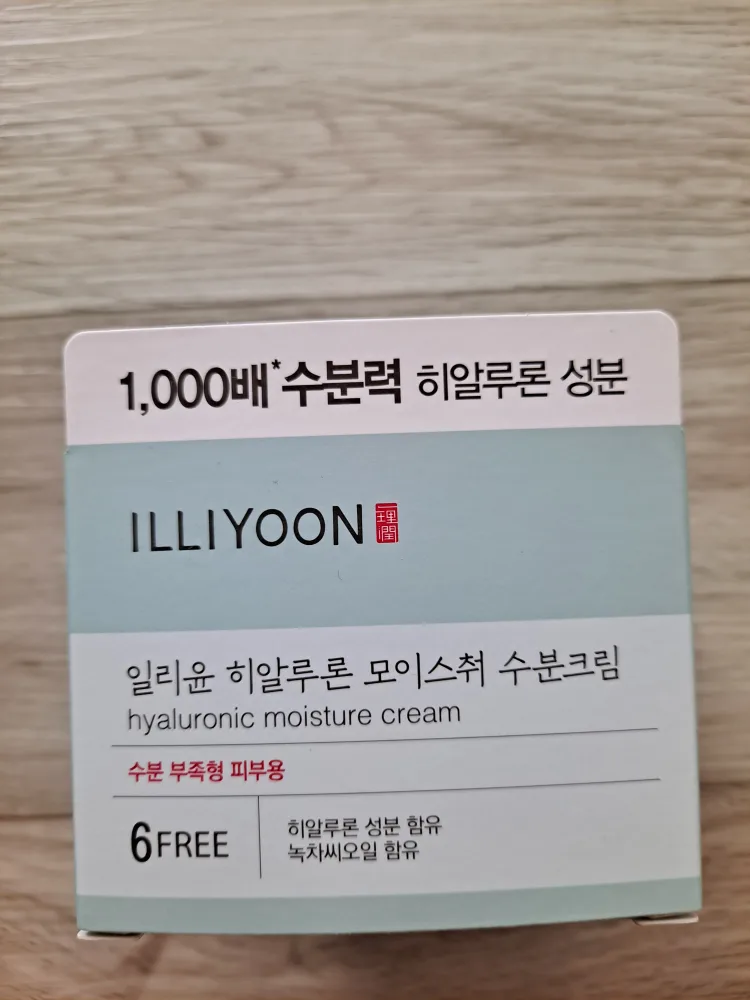 1,000배*수분력 히알루론 성분
ILLIYOON 一理潤
일리윤 히알루론 모이스춰 수분크림
hyaluronic moisture cream
수분 부족형 피부용
6FREE
히알루론 성분 함유
녹차씨오일 함유